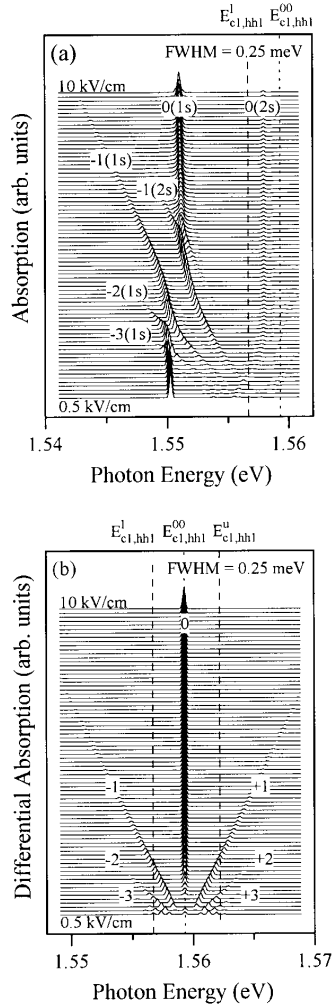 E^l_c1,hh1 E^00_c1,hh1
(a)
FWHM = 0.25 meV
10 kV/cm
0(1s) 0(2s)
-1(1s)
-1(2s)
-2(1s)
-3(1s)
0.5 kV/cm
Absorption (arb. units)
1.54 1.55 1.56
Photon Energy (eV)
E^l_c1,hh1 E^00_c1,hh1 E^u_c1,hh1
(b)
FWHM = 0.25 meV
10 kV/cm
0
-1 +1
-2 +2
-3 +3
0.5 kV/cm
Differential Absorption (arb. units)
1.55 1.56 1.57
Photon Energy (eV)